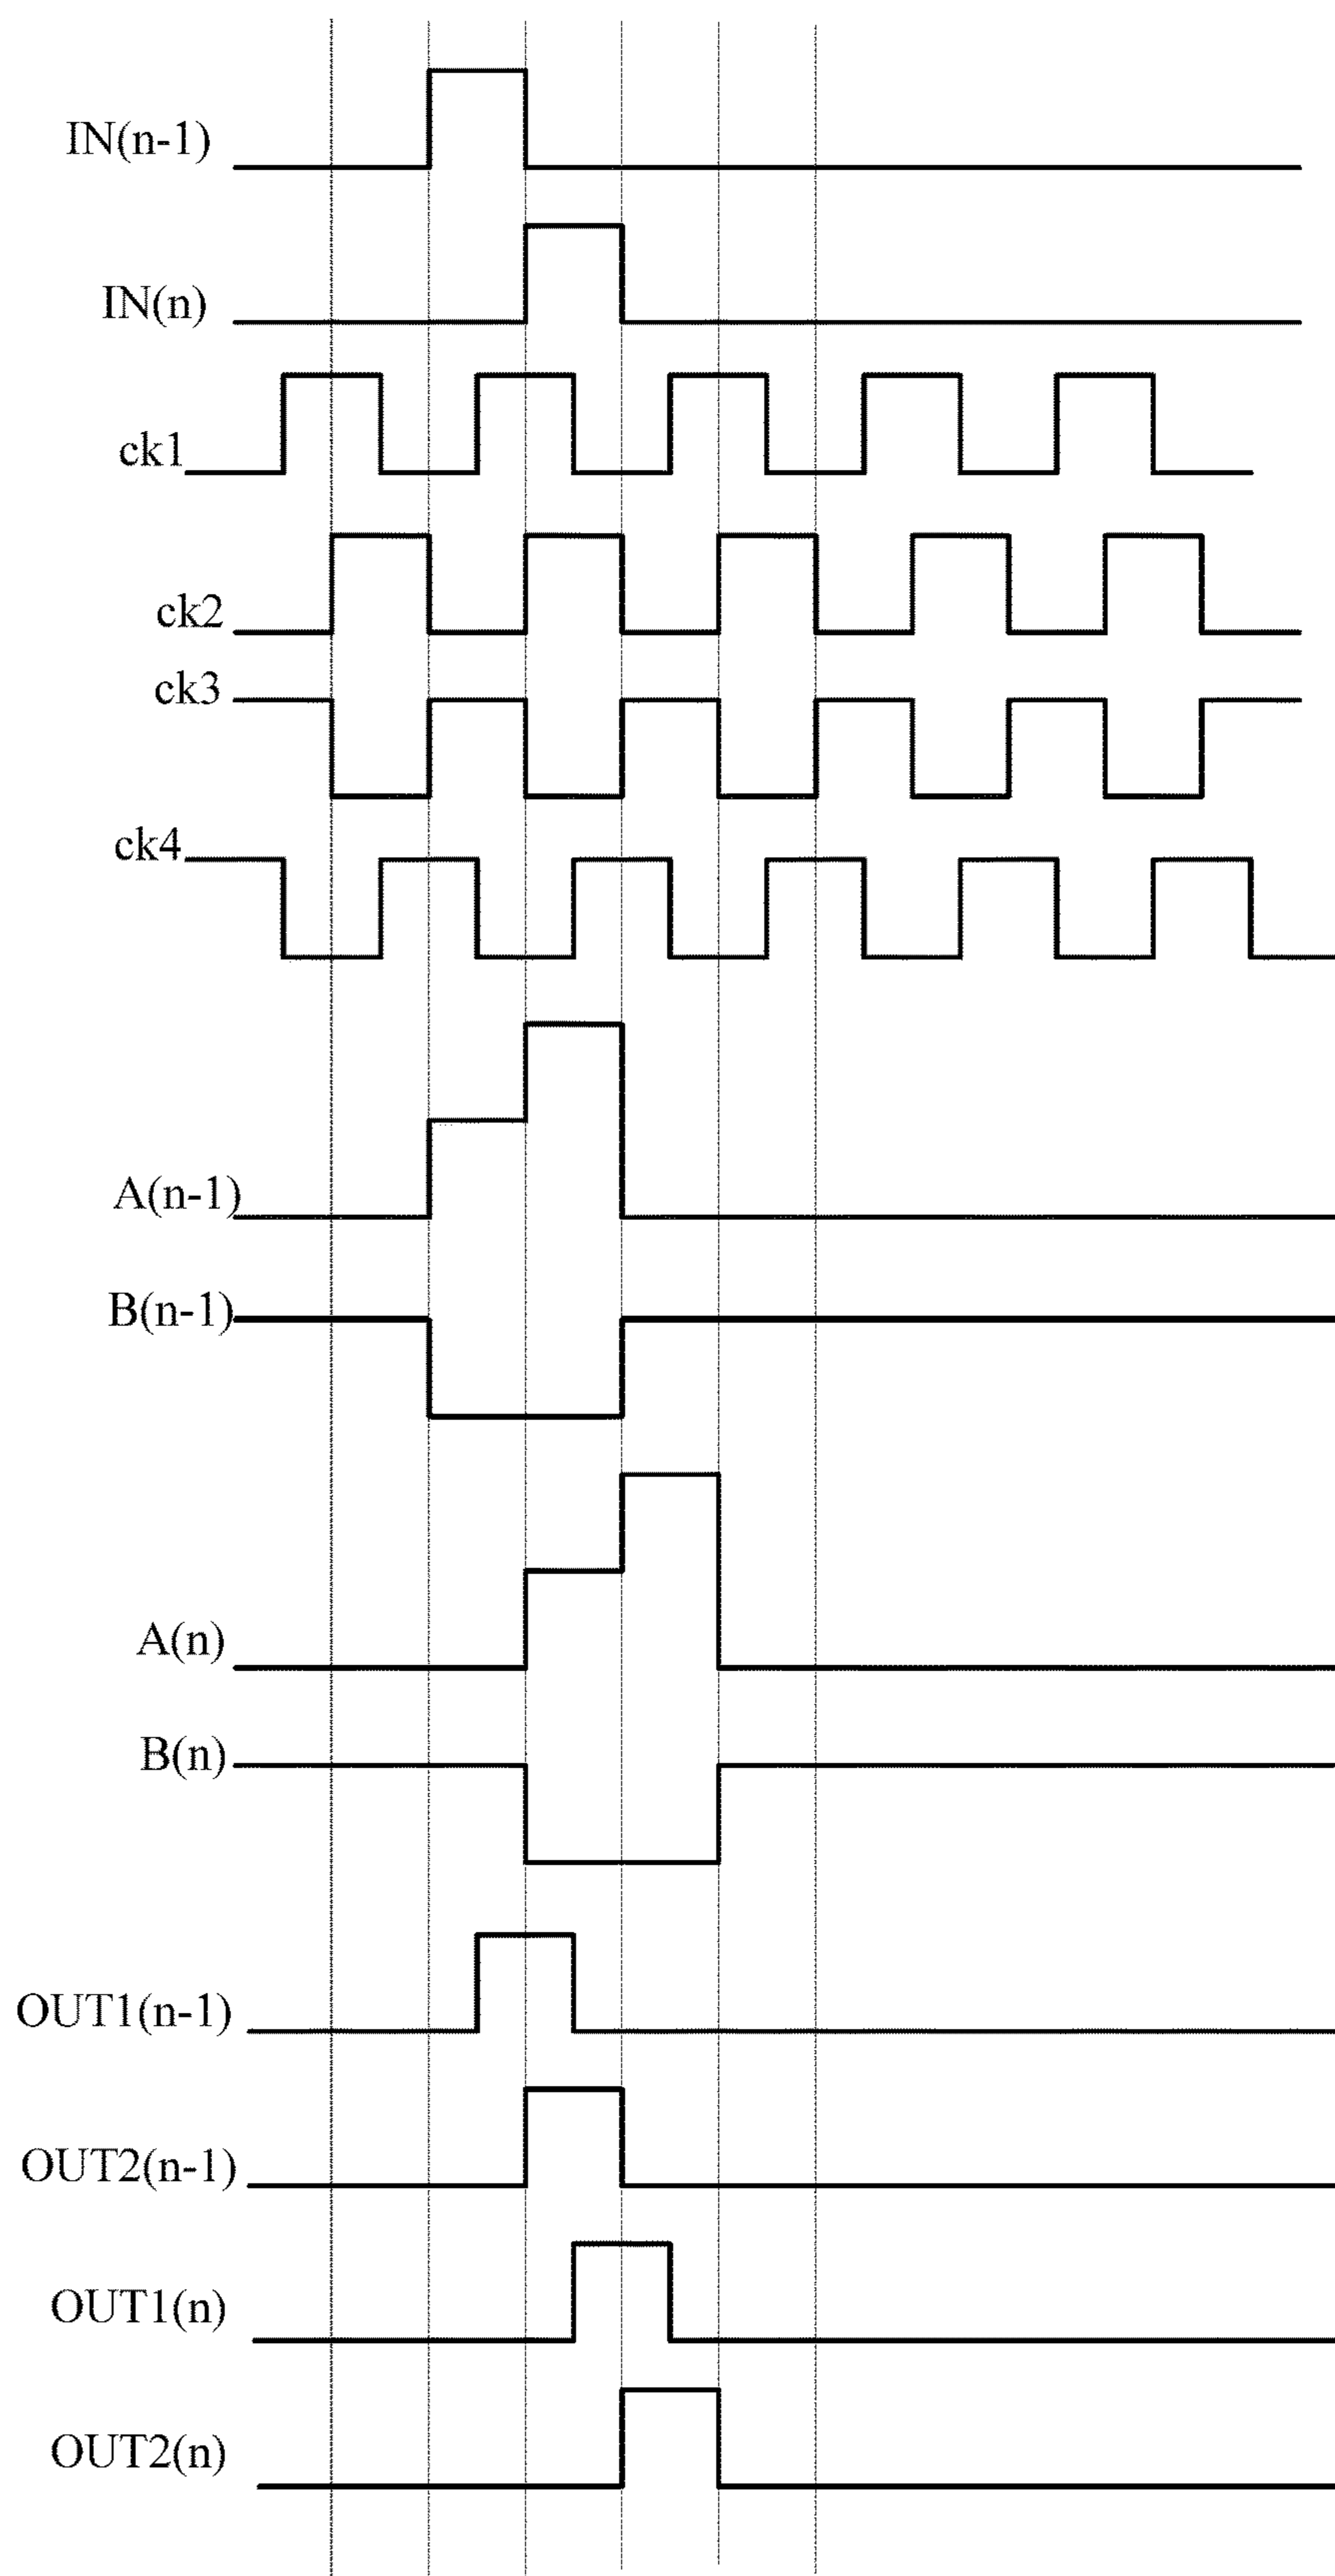 IN(n-1)
IN(n)
ck1
ck2
ck3
ck4
A(n-1)
B(n-1)
A(n)
B(n)
OUT1(n-1)
OUT2(n-1)
OUT1(n)
OUT2(n)